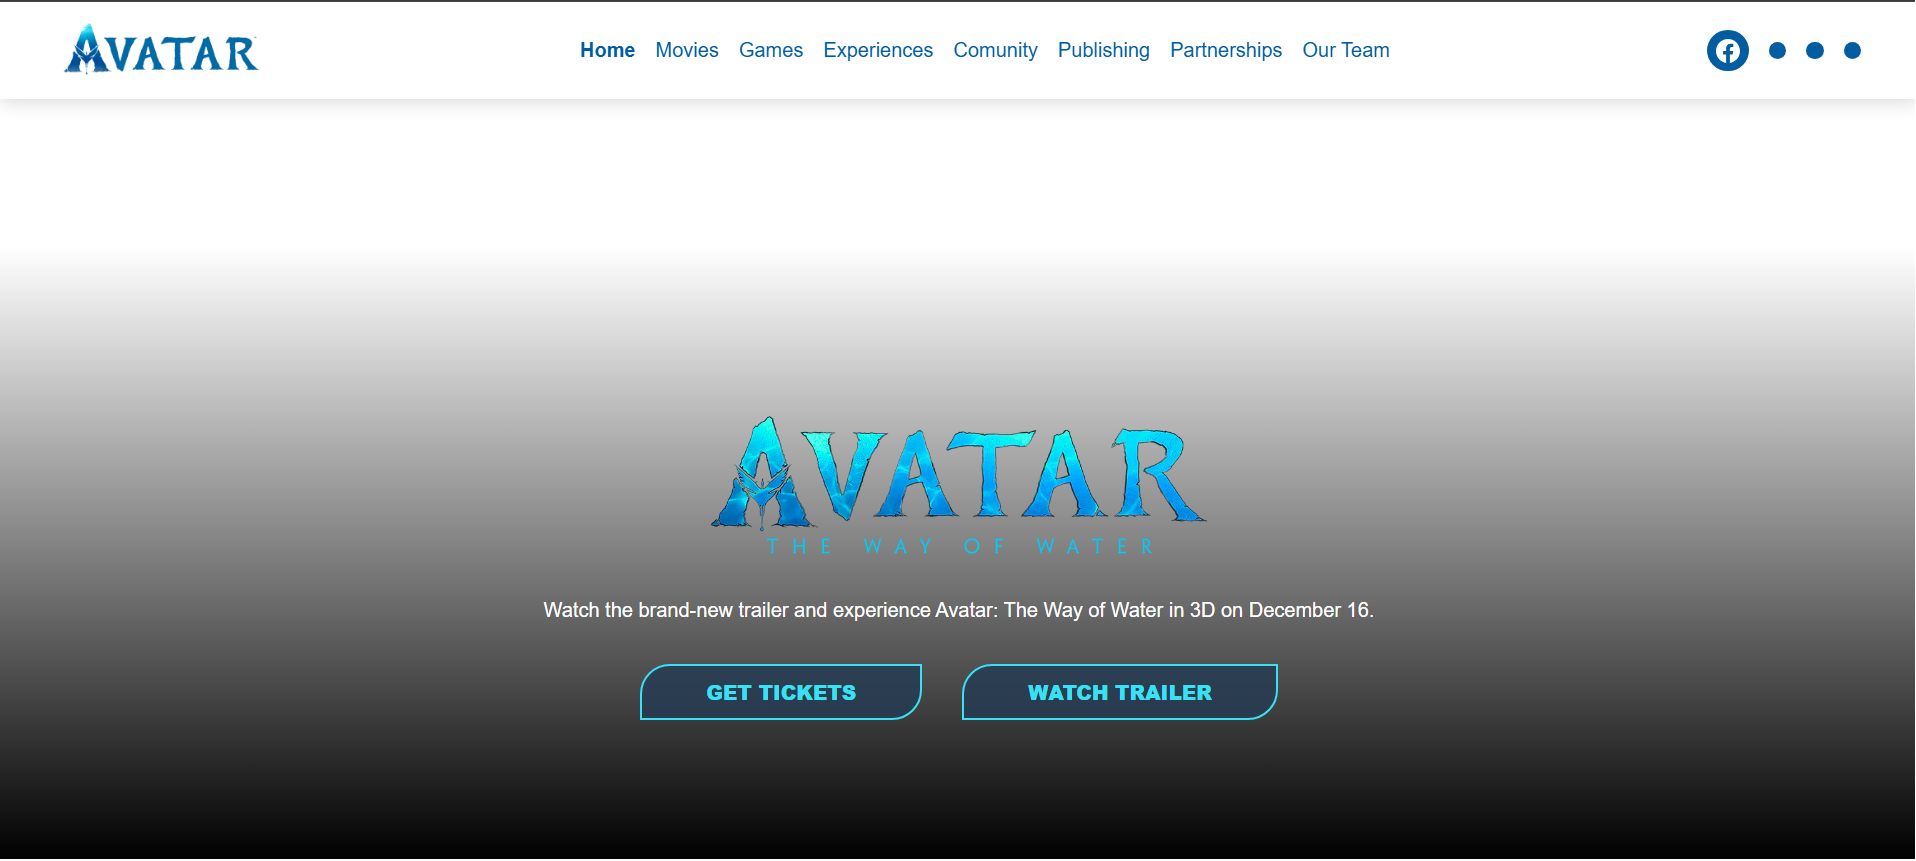 AVATAR
Home Movies Games Experiences Comunity Publishing Partnerships Our Team
AVATAR
THE WAY OF WATER
Watch the brand-new trailer and experience Avatar: The Way of Water in 3D on December 16.
GET TICKETS WATCH TRAILER